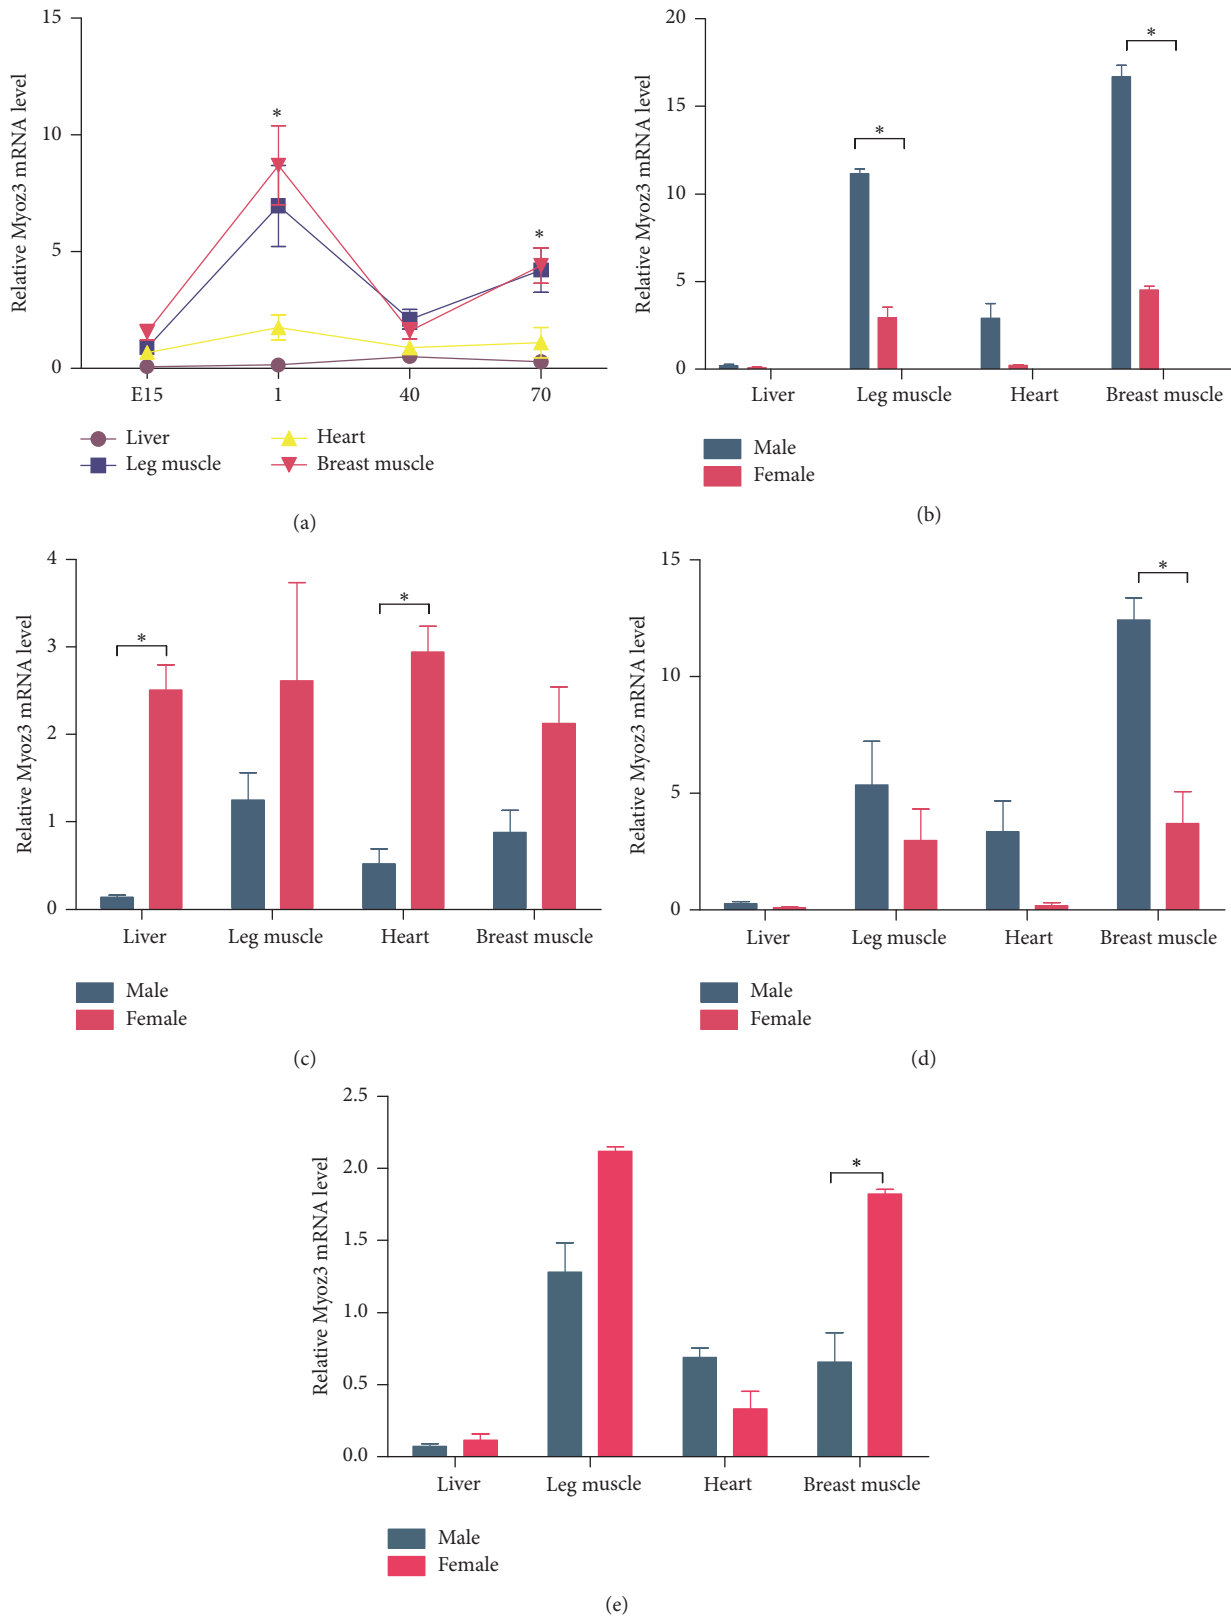 Relative Myoz3 mRNA level
15
10
5
0
*
*
E15 1 40 70
Liver
Heart
Leg muscle
Breast muscle
(a)
Relative Myoz3 mRNA level
20
15
10
5
0
*
*
Liver Leg muscle Heart Breast muscle
Male
Female
(b)
Relative Myoz3 mRNA level
4
3
2
1
0
*
*
Liver Leg muscle Heart Breast muscle
Male
Female
(c)
Relative Myoz3 mRNA level
15
10
5
0
*
Liver Leg muscle Heart Breast muscle
Male
Female
(d)
Relative Myoz3 mRNA level
2.5
2.0
1.5
1.0
0.5
0.0
*
Liver Leg muscle Heart Breast muscle
Male
Female
(e)